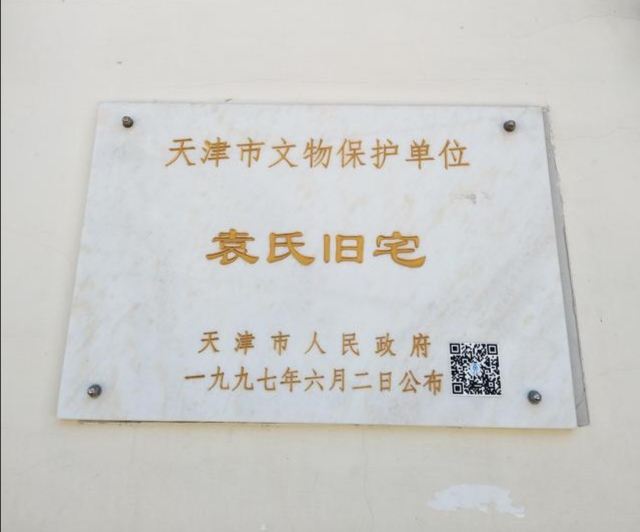 天津市文物保护单位
袁氏旧宅
天津市人民政府
一九九七年六月二日公布